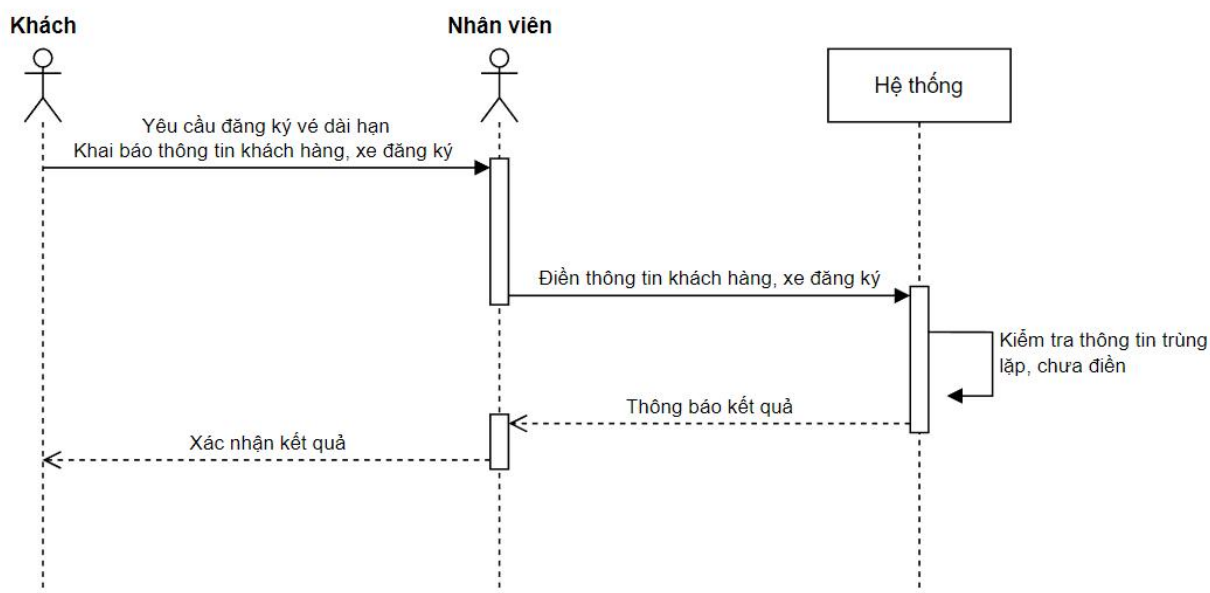 Khách
Nhân viên
Hệ thống
Yêu cầu đăng ký vé dài hạn
Khai báo thông tin khách hàng, xe đăng ký
Điền thông tin khách hàng, xe đăng ký
Kiểm tra thông tin trùng
lặp, chưa điền
Thông báo kết quả
Xác nhận kết quả